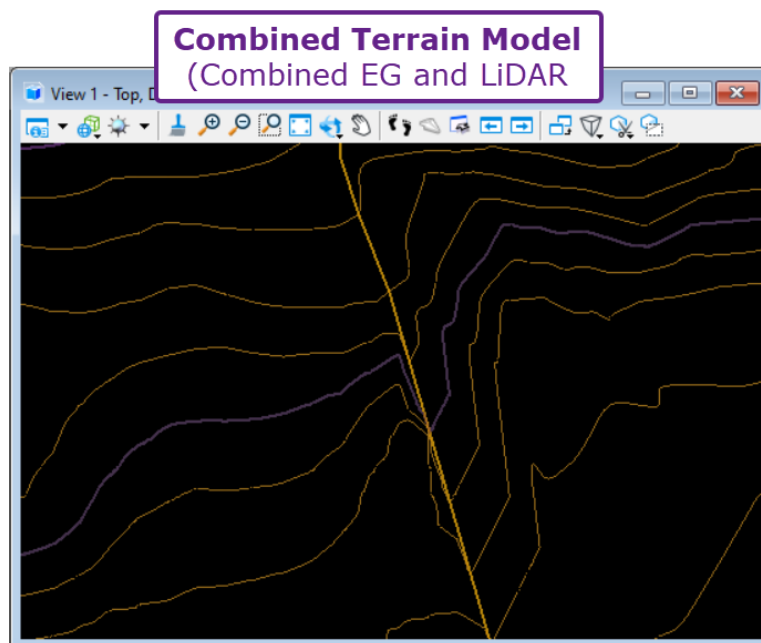 Combined Terrain Model
(Combined EG and LiDAR
View 1 - Top, D